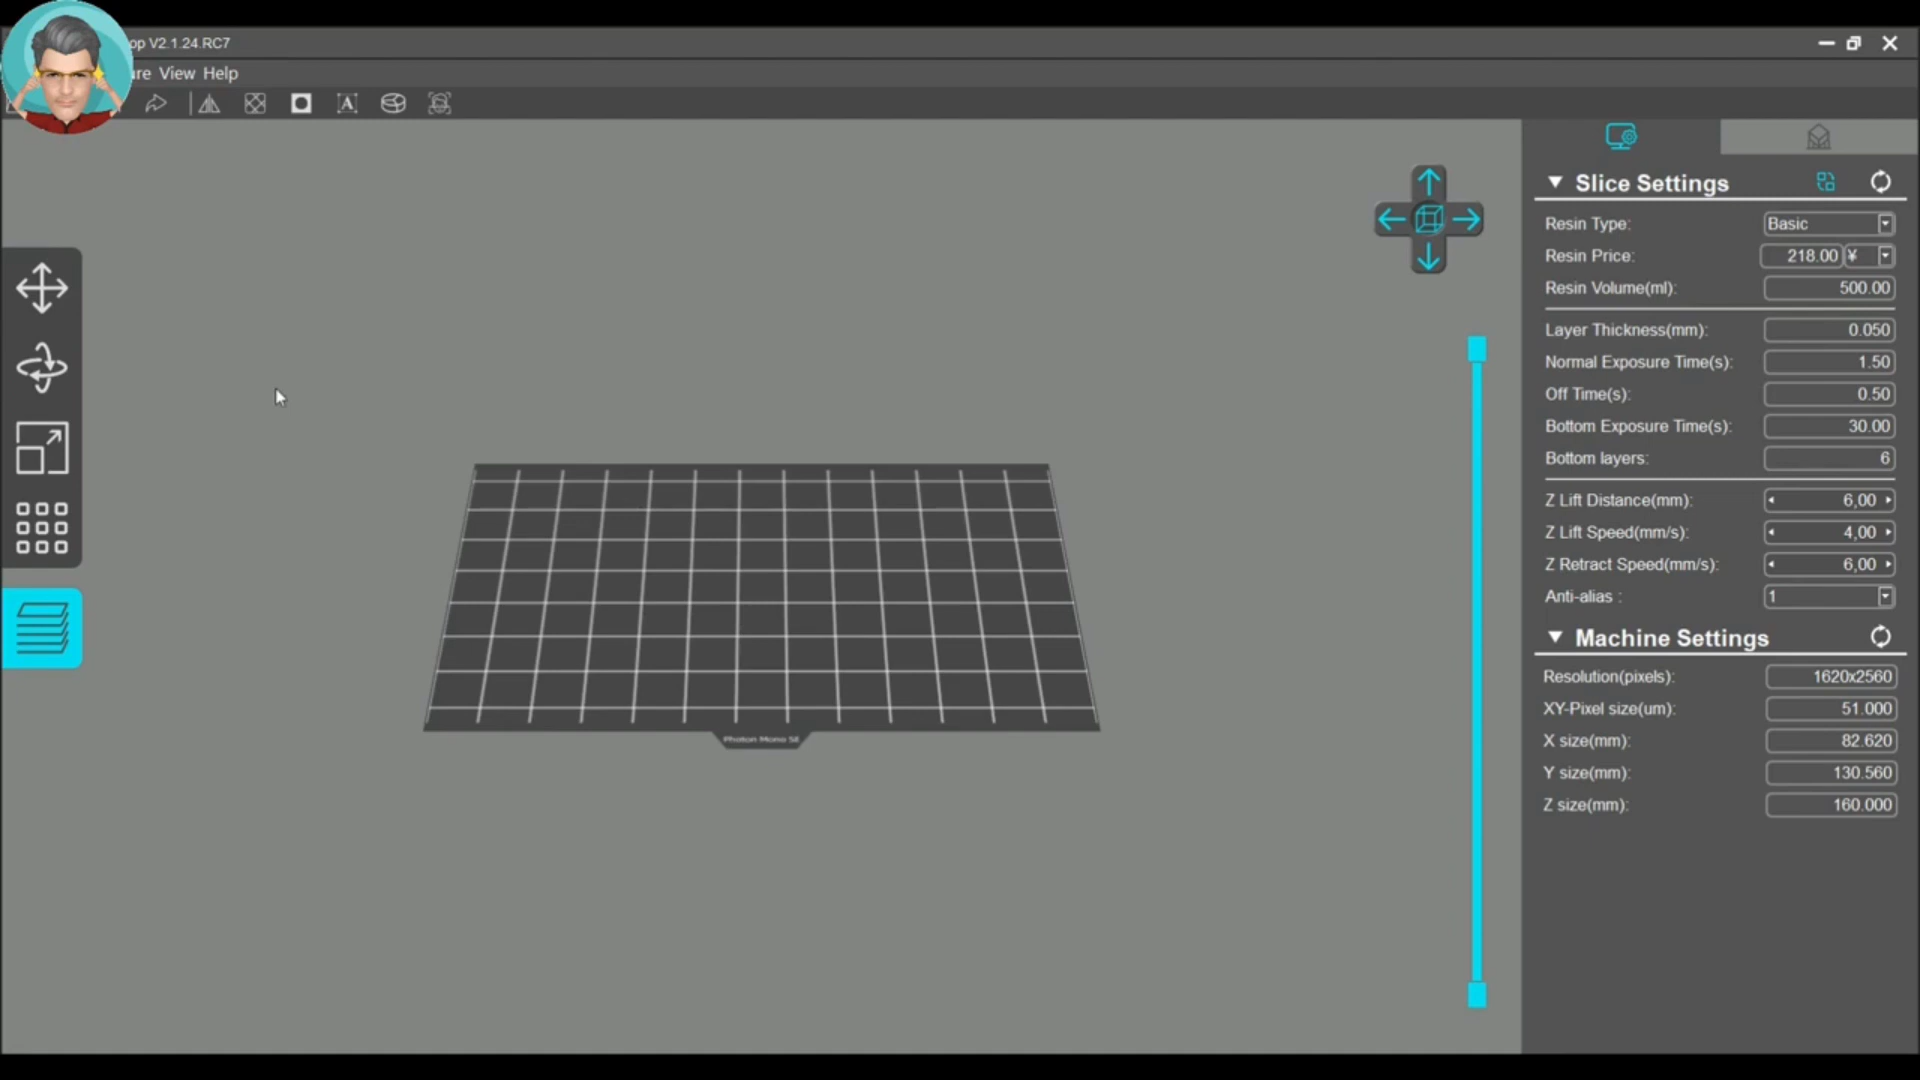 op V2.1.24.RC7
ure View Help
A
Slice Settings
Resin Type: Basic
Resin Price: 218.00 ¥
Resin Volume(ml): 500.00
Layer Thickness(mm): 0.050
Normal Exposure Time(s): 1.50
Off Time(s): 0.50
Bottom Exposure Time(s): 30.00
Bottom layers: 6
Z Lift Distance(mm): 6,00
Z Lift Speed(mm/s): 4,00
Z Retract Speed(mm/s): 6,00
Anti-alias : 1
Machine Settings
Resolution(pixels): 1620x2560
XY-Pixel size(um): 51.000
X size(mm): 82.620
Y size(mm): 130.560
Z size(mm): 160.000
Photon Mono SE